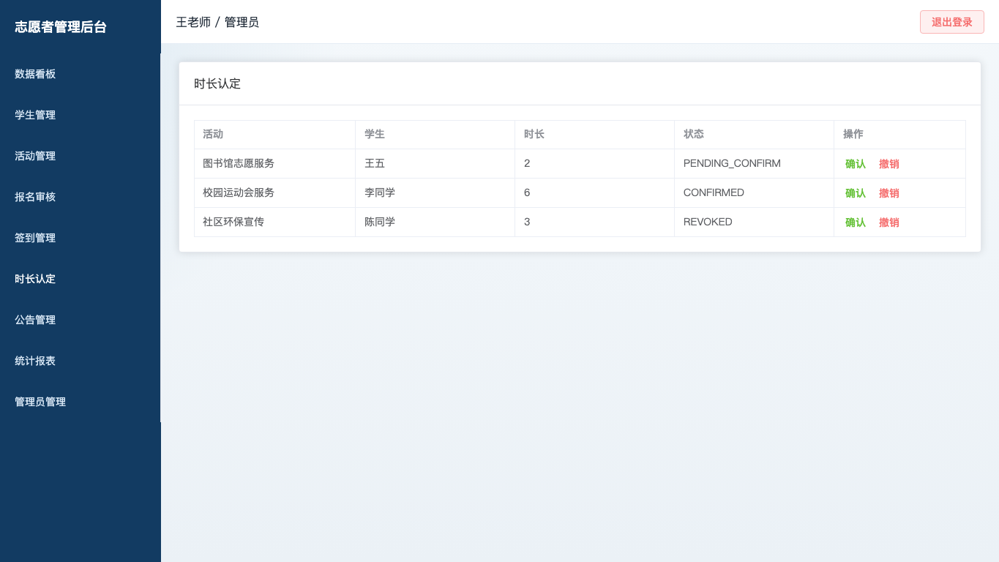 志愿者管理后台
数据看板
学生管理
活动管理
报名审核
签到管理
时长认定
公告管理
统计报表
管理员管理
王老师 / 管理员
退出登录
时长认定
活动 学生 时长 状态 操作
图书馆志愿服务 王五 2 PENDING_CONFIRM 确认 撤销
校园运动会服务 李同学 6 CONFIRMED 确认 撤销
社区环保宣传 陈同学 3 REVOKED 确认 撤销